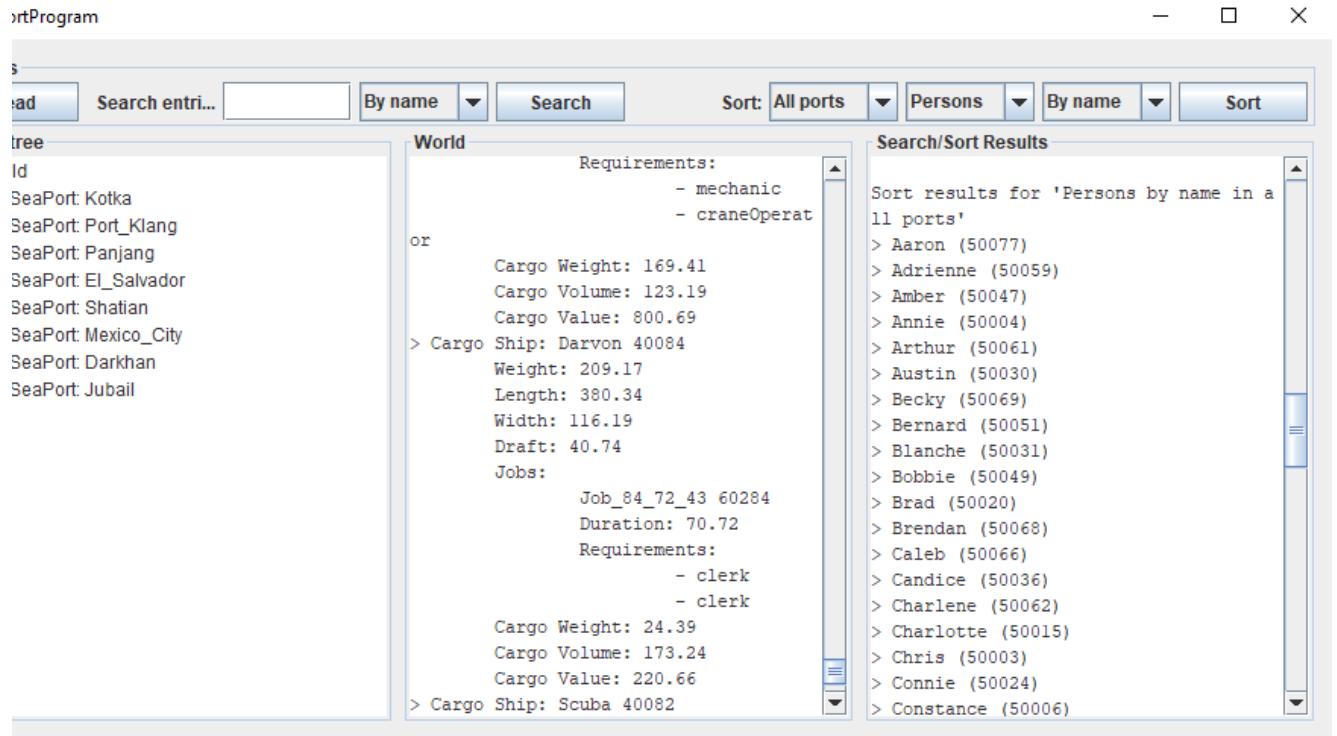 ortProgram
s
ead Search entri... By name Search Sort: All ports Persons By name Sort
tree
ld
SeaPort: Kotka
SeaPort: Port_Klang
SeaPort: Panjang
SeaPort: El_Salvador
SeaPort: Shatian
SeaPort: Mexico_City
SeaPort: Darkhan
SeaPort: Jubail
World
Requirements:
- mechanic
- craneOperat
or
Cargo Weight: 169.41
Cargo Volume: 123.19
Cargo Value: 800.69
> Cargo Ship: Darvon 40084
Weight: 209.17
Length: 380.34
Width: 116.19
Draft: 40.74
Jobs:
Job_84_72_43 60284
Duration: 70.72
Requirements:
- clerk
- clerk
Cargo Weight: 24.39
Cargo Volume: 173.24
Cargo Value: 220.66
> Cargo Ship: Scuba 40082
Search/Sort Results
Sort results for 'Persons by name in a
ll ports'
> Aaron (50077)
> Adrienne (50059)
> Amber (50047)
> Annie (50004)
> Arthur (50061)
> Austin (50030)
> Becky (50069)
> Bernard (50051)
> Blanche (50031)
> Bobbie (50049)
> Brad (50020)
> Brendan (50068)
> Caleb (50066)
> Candice (50036)
> Charlene (50062)
> Charlotte (50015)
> Chris (50003)
> Connie (50024)
> Constance (50006)